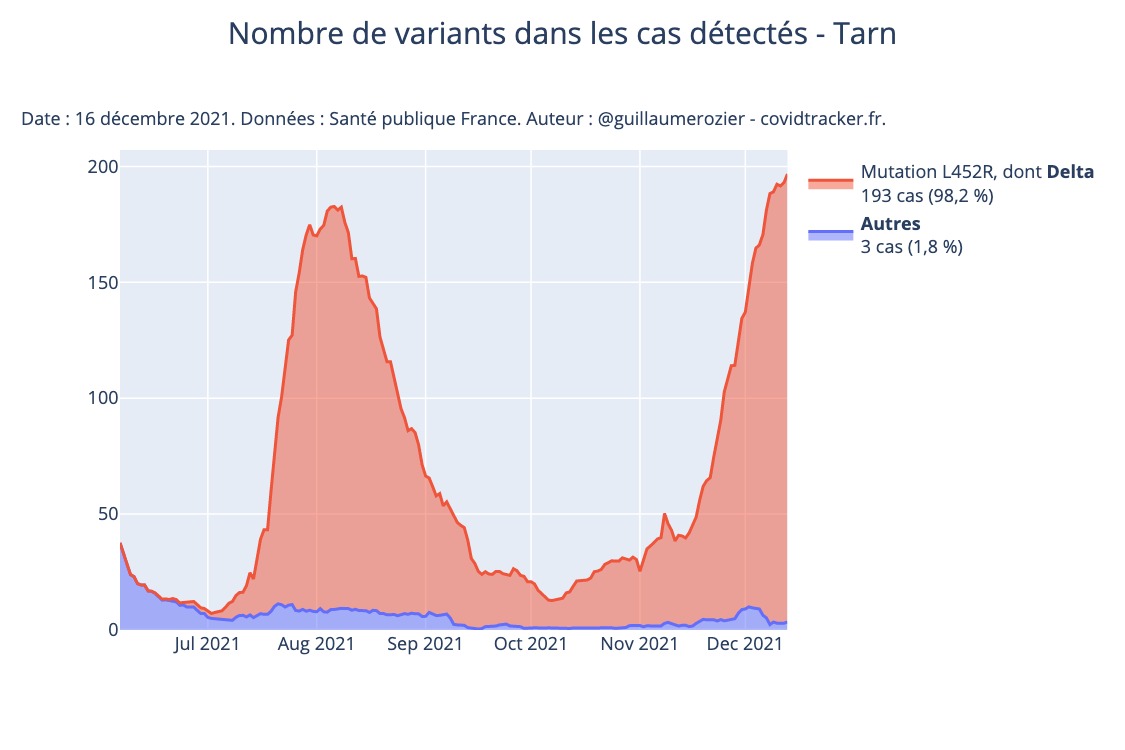 Nombre de variants dans les cas détectés - Tarn
Date : 16 décembre 2021. Données : Santé publique France. Auteur : @guillaumerozier - covidtracker.fr.
200
150
100
50
0
Jul 2021
Aug 2021
Sep 2021
Oct 2021
Nov 2021
Dec 2021
Mutation L452R, dont Delta
193 cas (98,2 %)
Autres
3 cas (1,8 %)